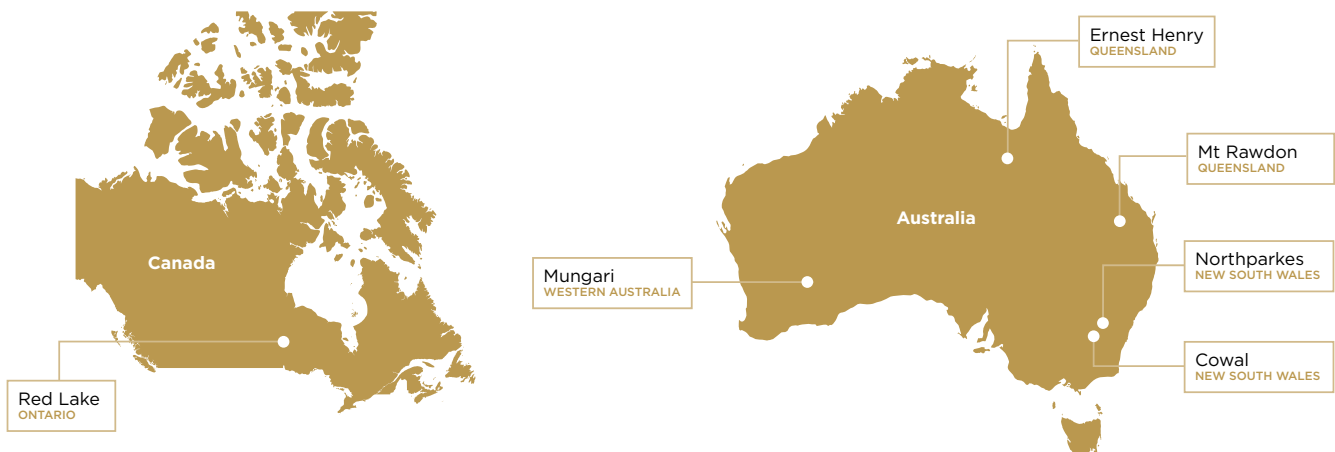 Canada
Red Lake
ONTARIO
Ernest Henry
QUEENSLAND
Mt Rawdon
QUEENSLAND
Australia
Northparkes
NEW SOUTH WALES
Mungari
WESTERN AUSTRALIA
Cowal
NEW SOUTH WALES